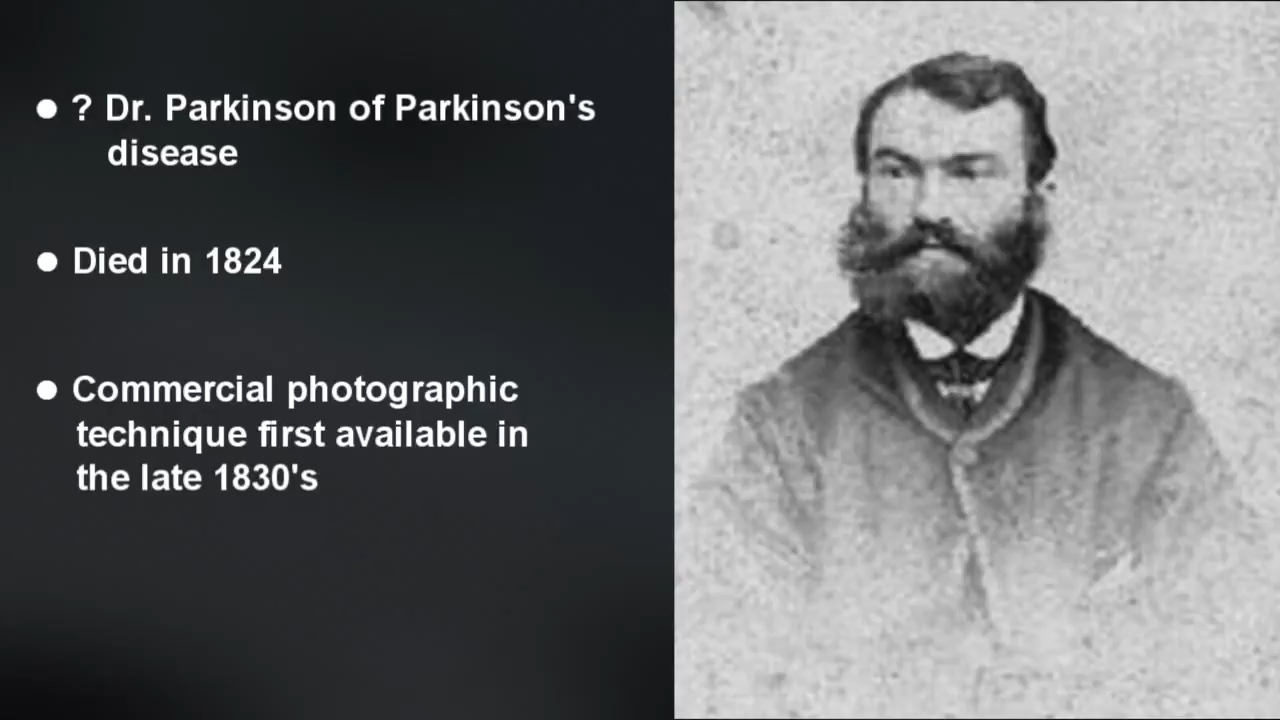 ● ? Dr. Parkinson of Parkinson's
disease
● Died in 1824
● Commercial photographic
technique first available in
the late 1830's